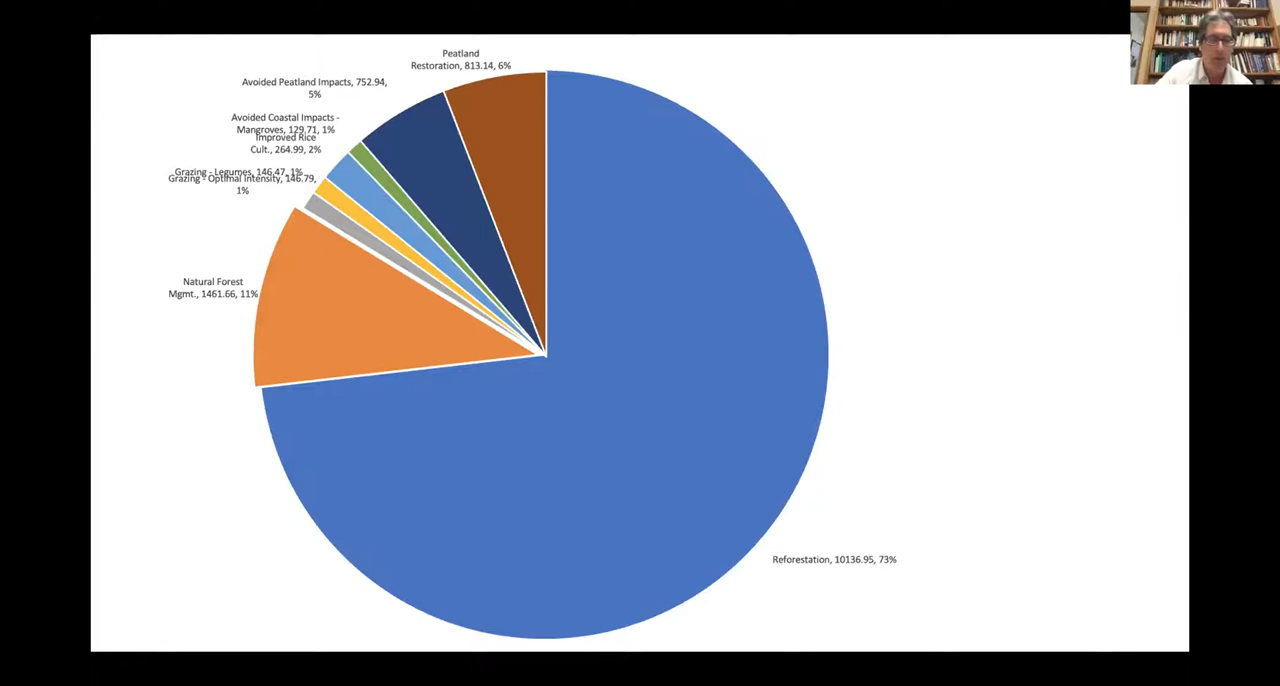 Peatland
Restoration, 813.14, 6%
Avoided Peatland Impacts, 752.94,
5%
Avoided Coastal Impacts -
Mangroves, 129.71, 1%
Improved Rice
Cult., 264.99, 2%
Grazing - Legumes, 146.47, 1%
Grazing - Optimal Intensity, 146.79,
1%
Natural Forest
Mgmt., 1461.66, 11%
Reforestation, 10136.95, 73%